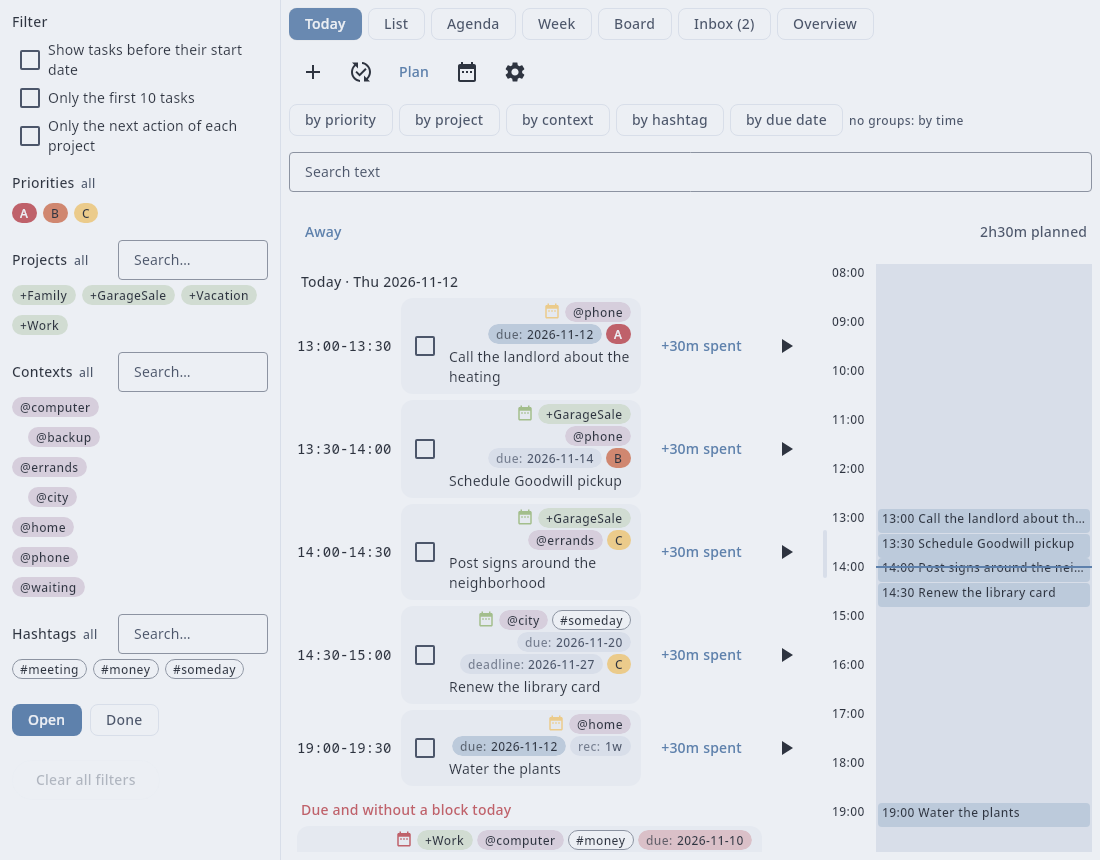 Filter
Show tasks before their start
date
Only the first 10 tasks
Only the next action of each
project
Priorities all
A B C
Projects all Search...
+Family +GarageSale +Vacation
+Work
Contexts all Search...
@computer
@backup
@errands
@city
@home
@phone
@waiting
Hashtags all Search...
#meeting #money #someday
Open Done
Clear all filters
Today List Agenda Week Board Inbox (2) Overview
Plan
by priority by project by context by hashtag by due date no groups: by time
Search text
Away 2h30m planned
Today · Thu 2026-11-12
@phone
due: 2026-11-12 A
13:00-13:30 Call the landlord about the +30m spent
heating
+GarageSale
@phone
13:30-14:00 due: 2026-11-14 B +30m spent
Schedule Goodwill pickup
+GarageSale
@errands C
14:00-14:30 Post signs around the +30m spent
neighborhood
@city #someday
due: 2026-11-20
14:30-15:00 deadline: 2026-11-27 C +30m spent
Renew the library card
@home
19:00-19:30 due: 2026-11-12 rec: 1w +30m spent
Water the plants
Due and without a block today
+Work @computer #money due: 2026-11-10
08:00
09:00
10:00
11:00
12:00
13:00 13:00 Call the landlord about th...
13:30 Schedule Goodwill pickup
14:00 14:00 Post signs around the nei...
14:30 Renew the library card
15:00
16:00
17:00
18:00
19:00 19:00 Water the plants